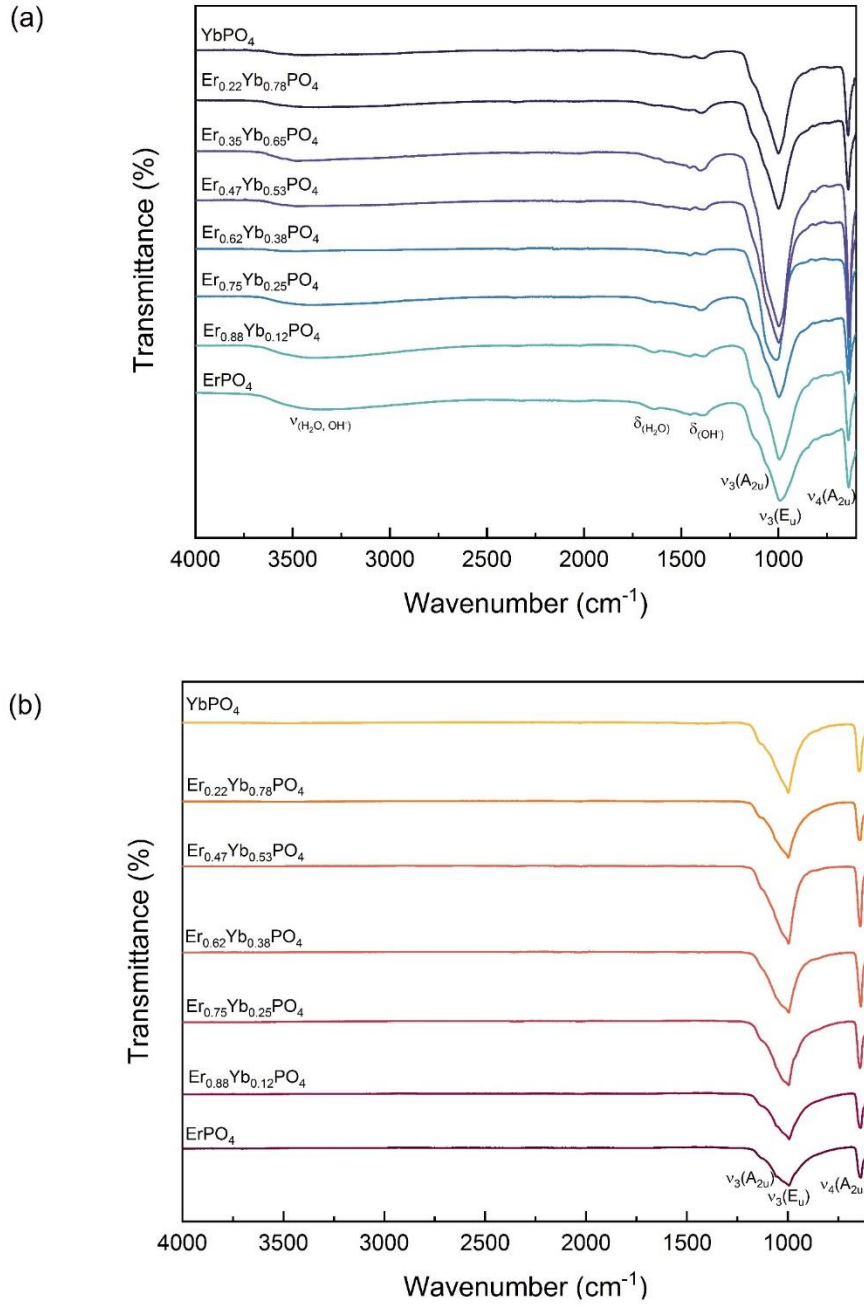 (a)
YbPO₄
Er₀.₂₂Yb₀.₇₈PO₄
Er₀.₃₅Yb₀.₆₅PO₄
Er₀.₄₇Yb₀.₅₃PO₄
Er₀.₆₂Yb₀.₃₈PO₄
Er₀.₇₅Yb₀.₂₅PO₄
Er₀.₈₈Yb₀.₁₂PO₄
ErPO₄
ν(H₂O, OH⁻)
δ(H₂O)
δ(OH⁻)
ν₃(A₂ᵤ)
ν₃(Eᵤ)
ν₄(A₂ᵤ)
Transmittance (%)
4000 3500 3000 2500 2000 1500 1000
Wavenumber (cm⁻¹)
(b)
YbPO₄
Er₀.₂₂Yb₀.₇₈PO₄
Er₀.₄₇Yb₀.₅₃PO₄
Er₀.₆₂Yb₀.₃₈PO₄
Er₀.₇₅Yb₀.₂₅PO₄
Er₀.₈₈Yb₀.₁₂PO₄
ErPO₄
ν₃(A₂ᵤ)
ν₃(Eᵤ)
ν₄(A₂ᵤ
Transmittance (%)
4000 3500 3000 2500 2000 1500 1000
Wavenumber (cm⁻¹)